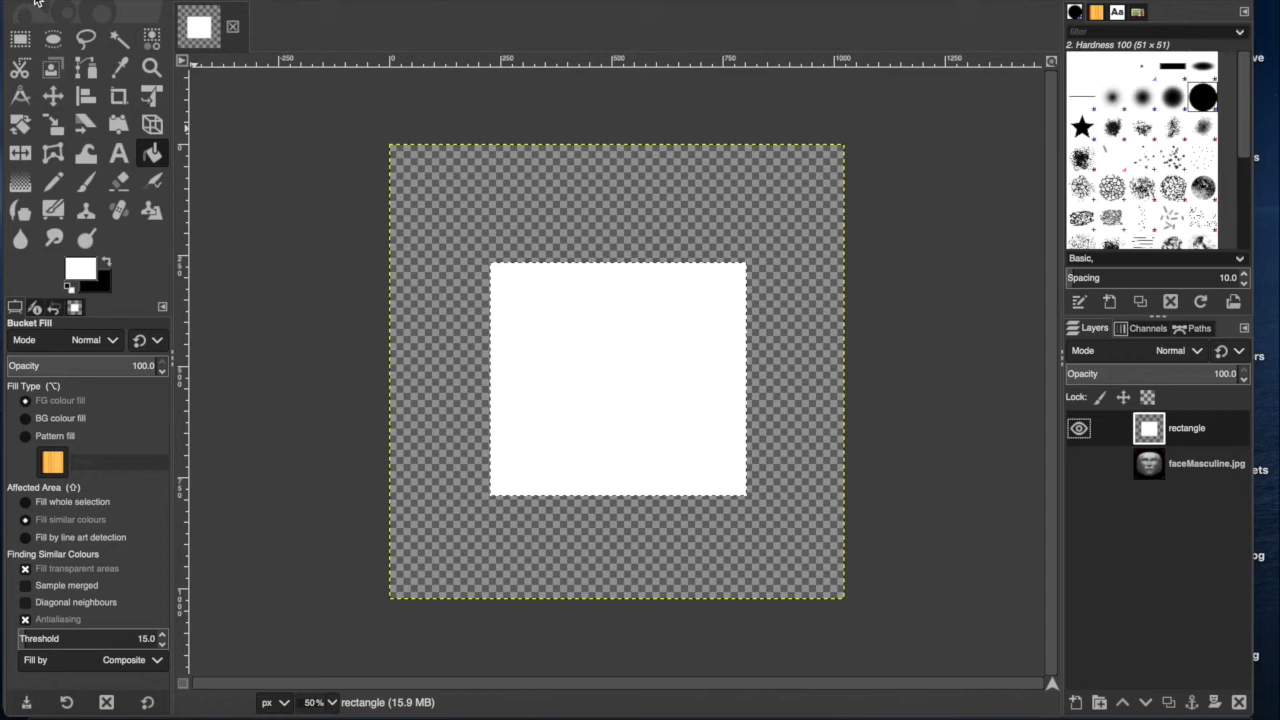 -250
0
250
500
750
1000
1250
filter
2. Hardness 100 (51 × 51)
Basic,
Spacing 10.0
Bucket Fill
Mode Normal
Opacity 100.0
Fill Type (⌥)
FG colour fill
BG colour fill
Pattern fill
Affected Area (⇧)
Fill whole selection
Fill similar colours
Fill by line art detection
Finding Similar Colours
Fill transparent areas
Sample merged
Diagonal neighbours
Antialiasing
Threshold 15.0
Fill by Composite
Layers Channels Paths
Mode Normal
Opacity 100.0
Lock:
rectangle
faceMasculine.jpg
px 50% rectangle (15.9 MB)